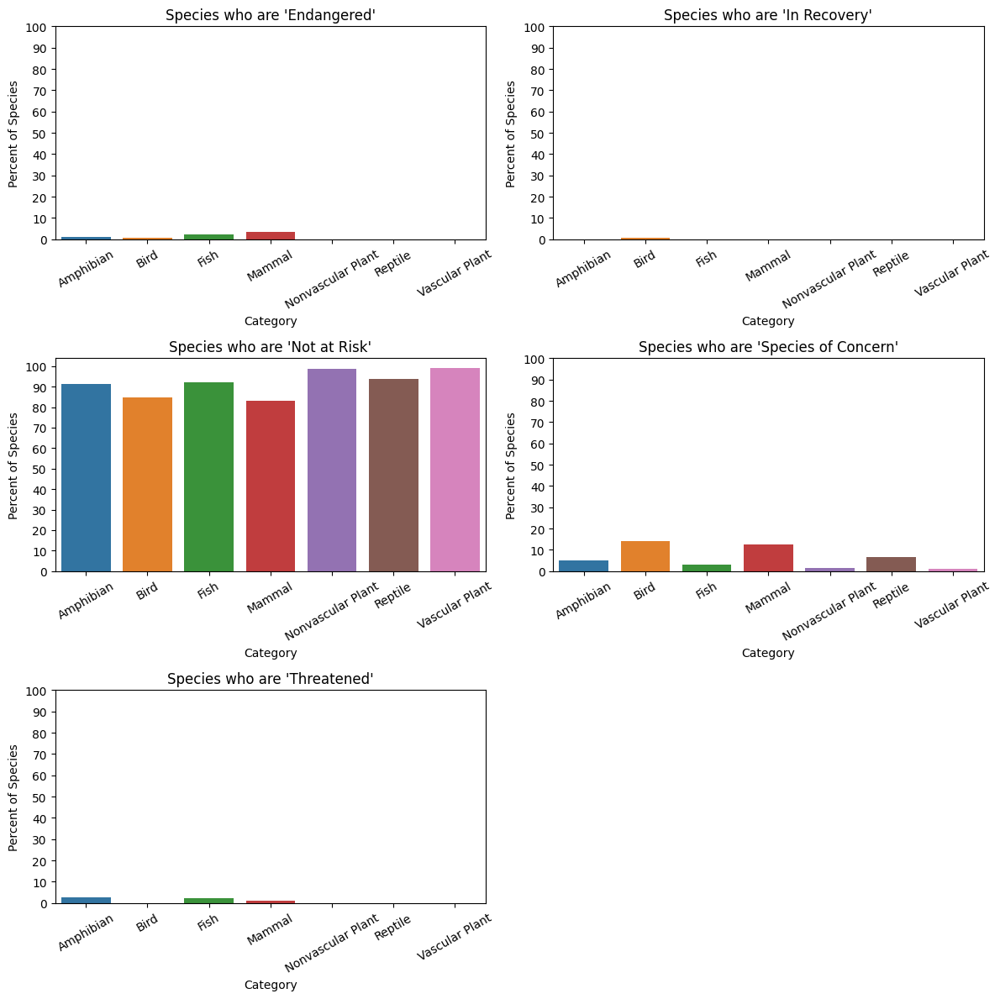 Species who are 'Endangered'
100
90
80
70
60
50
40
30
20
10
0
Percent of Species
Amphibian
Bird
Fish
Mammal
Nonvascular Plant
Reptile
Vascular Plant
Category
Species who are 'In Recovery'
100
90
80
70
60
50
40
30
20
10
0
Percent of Species
Amphibian
Bird
Fish
Mammal
Nonvascular Plant
Reptile
Vascular Plant
Category
Species who are 'Not at Risk'
100
90
80
70
60
50
40
30
20
10
0
Percent of Species
Amphibian
Bird
Fish
Mammal
Nonvascular Plant
Reptile
Vascular Plant
Category
Species who are 'Species of Concern'
100
90
80
70
60
50
40
30
20
10
0
Percent of Species
Amphibian
Bird
Fish
Mammal
Nonvascular Plant
Reptile
Vascular Plant
Category
Species who are 'Threatened'
100
90
80
70
60
50
40
30
20
10
0
Percent of Species
Amphibian
Bird
Fish
Mammal
Nonvascular Plant
Reptile
Vascular Plant
Category